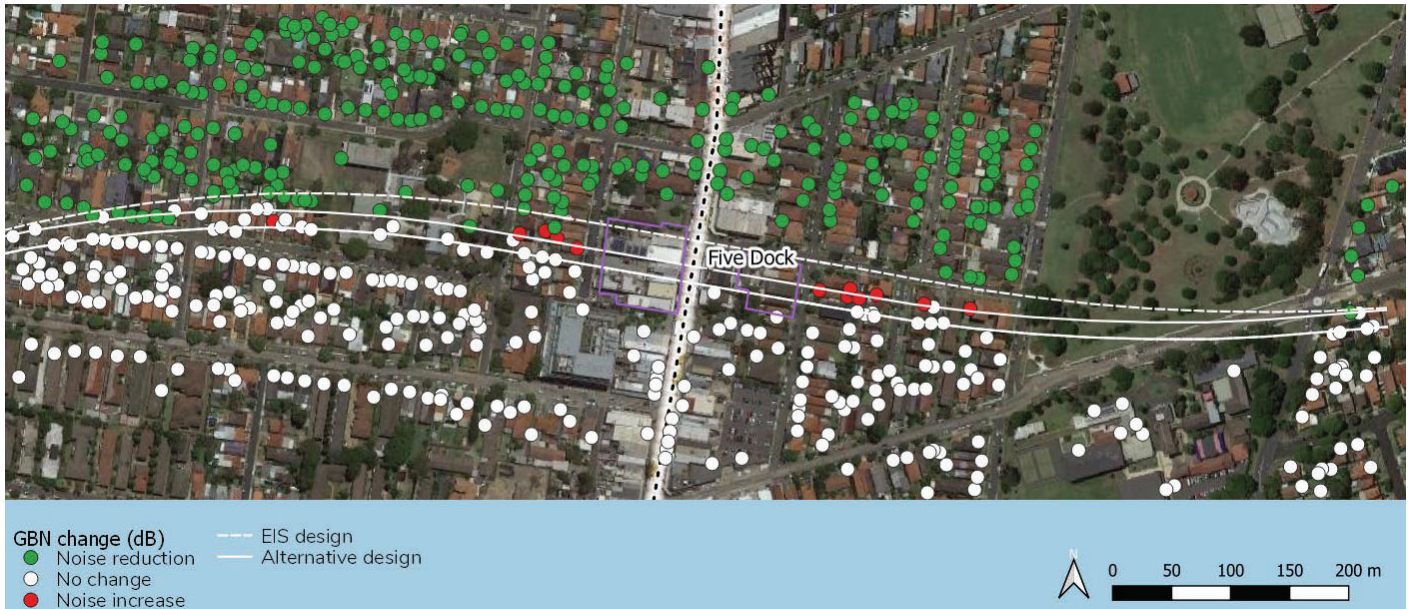 Five Dock
GBN change (dB)
Noise reduction
No change
Noise increase
EIS design
Alternative design
N
0 50 100 150 200 m